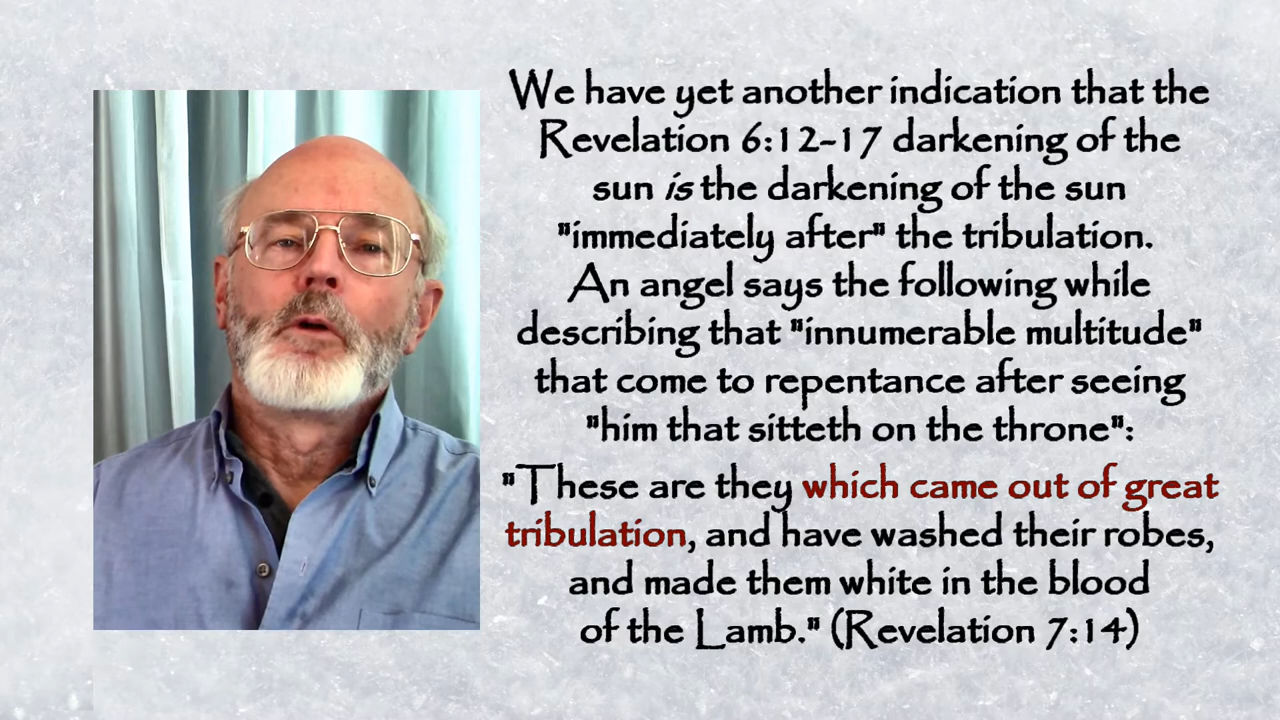 We have yet another indication that the
Revelation 6:12-17 darkening of the
sun is the darkening of the sun
"immediately after" the tribulation.
An angel says the following while
describing that "innumerable multitude"
that come to repentance after seeing
"him that sitteth on the throne":
"These are they which came out of great
tribulation, and have washed their robes,
and made them white in the blood
of the Lamb." (Revelation 7:14)